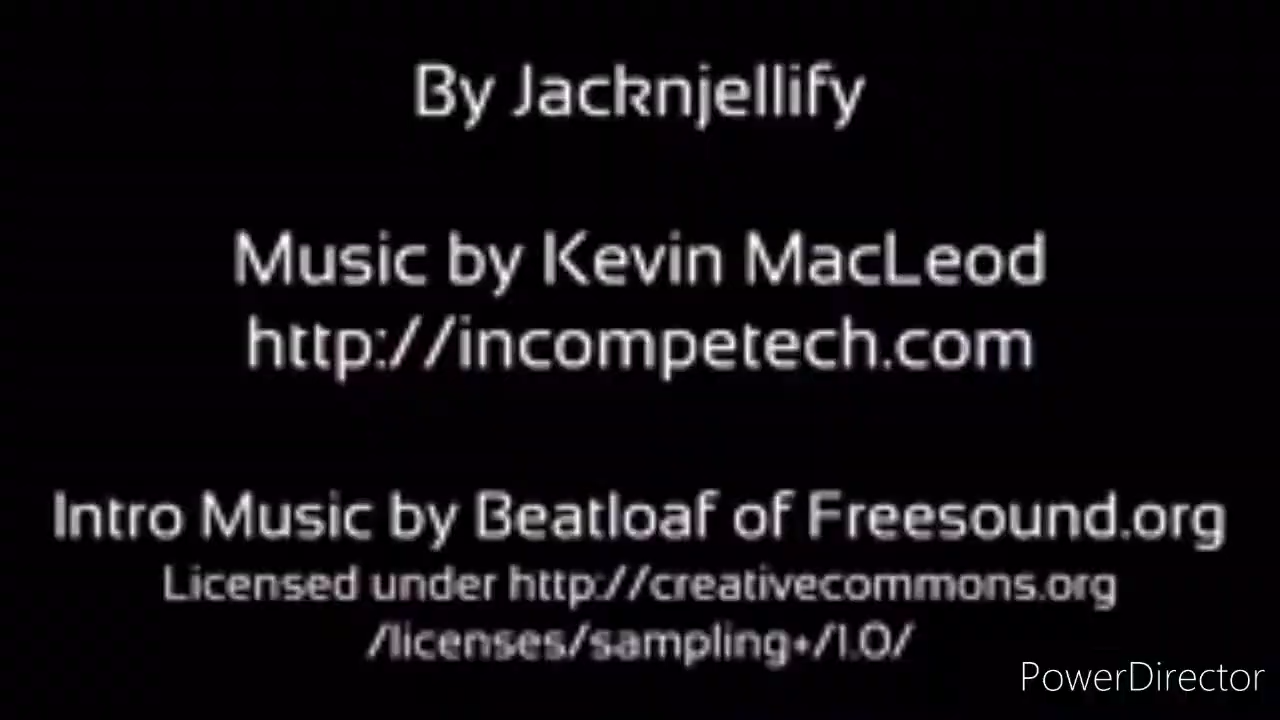 By Jacknjellify
Music by Kevin MacLeod
http://incompetech.com
Intro Music by Beatloaf of Freesound.org
Licensed under http://creativecommons.org
/licenses/sampling+/1.0/
PowerDirector